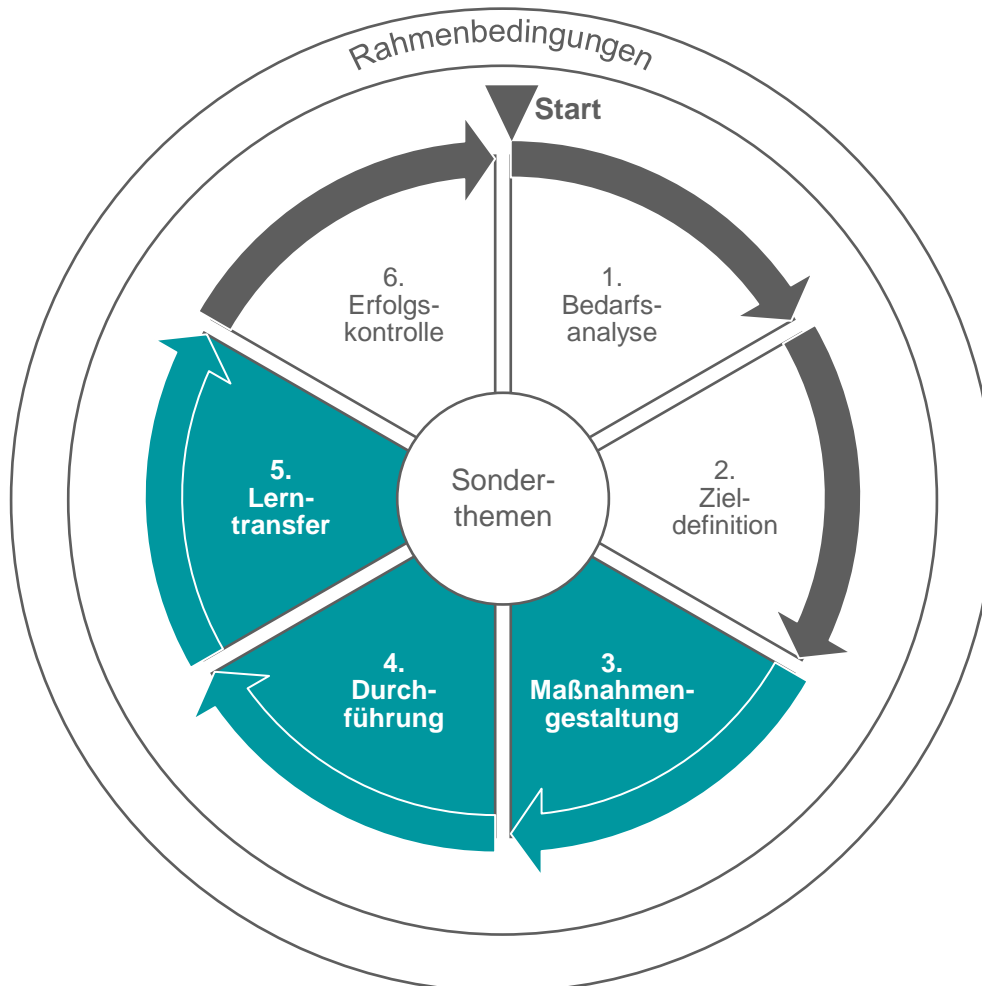 Rahmenbedingungen
Start
1.
Bedarfs-
analyse
2.
Ziel-
definition
3.
Maßnahmen-
gestaltung
4.
Durch-
führung
5.
Lern-
transfer
6.
Erfolgs-
kontrolle
Sonder-
themen